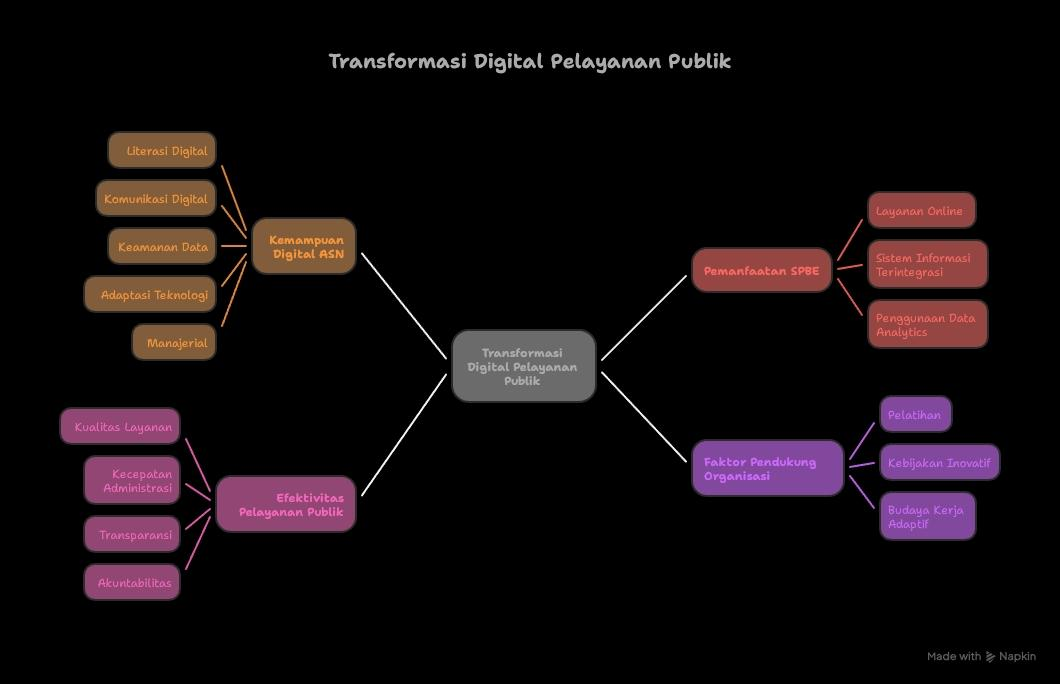 Transformasi Digital Pelayanan Publik
Literasi Digital
Komunikasi Digital
Keamanan Data
Adaptasi Teknologi
Manajerial
Kemampuan
Digital ASN
Kualitas Layanan
Kecepatan
Administrasi
Transparansi
Akuntabilitas
Efektivitas
Pelayanan Publik
Transformasi
Digital Pelayanan
Publik
Pemanfaatan SPBE
Layanan Online
Sistem Informasi
Terintegrasi
Penggunaan Data
Analytics
Faktor Pendukung
Organisasi
Pelatihan
Kebijakan Inovatif
Budaya Kerja
Adaptif
Made with Napkin